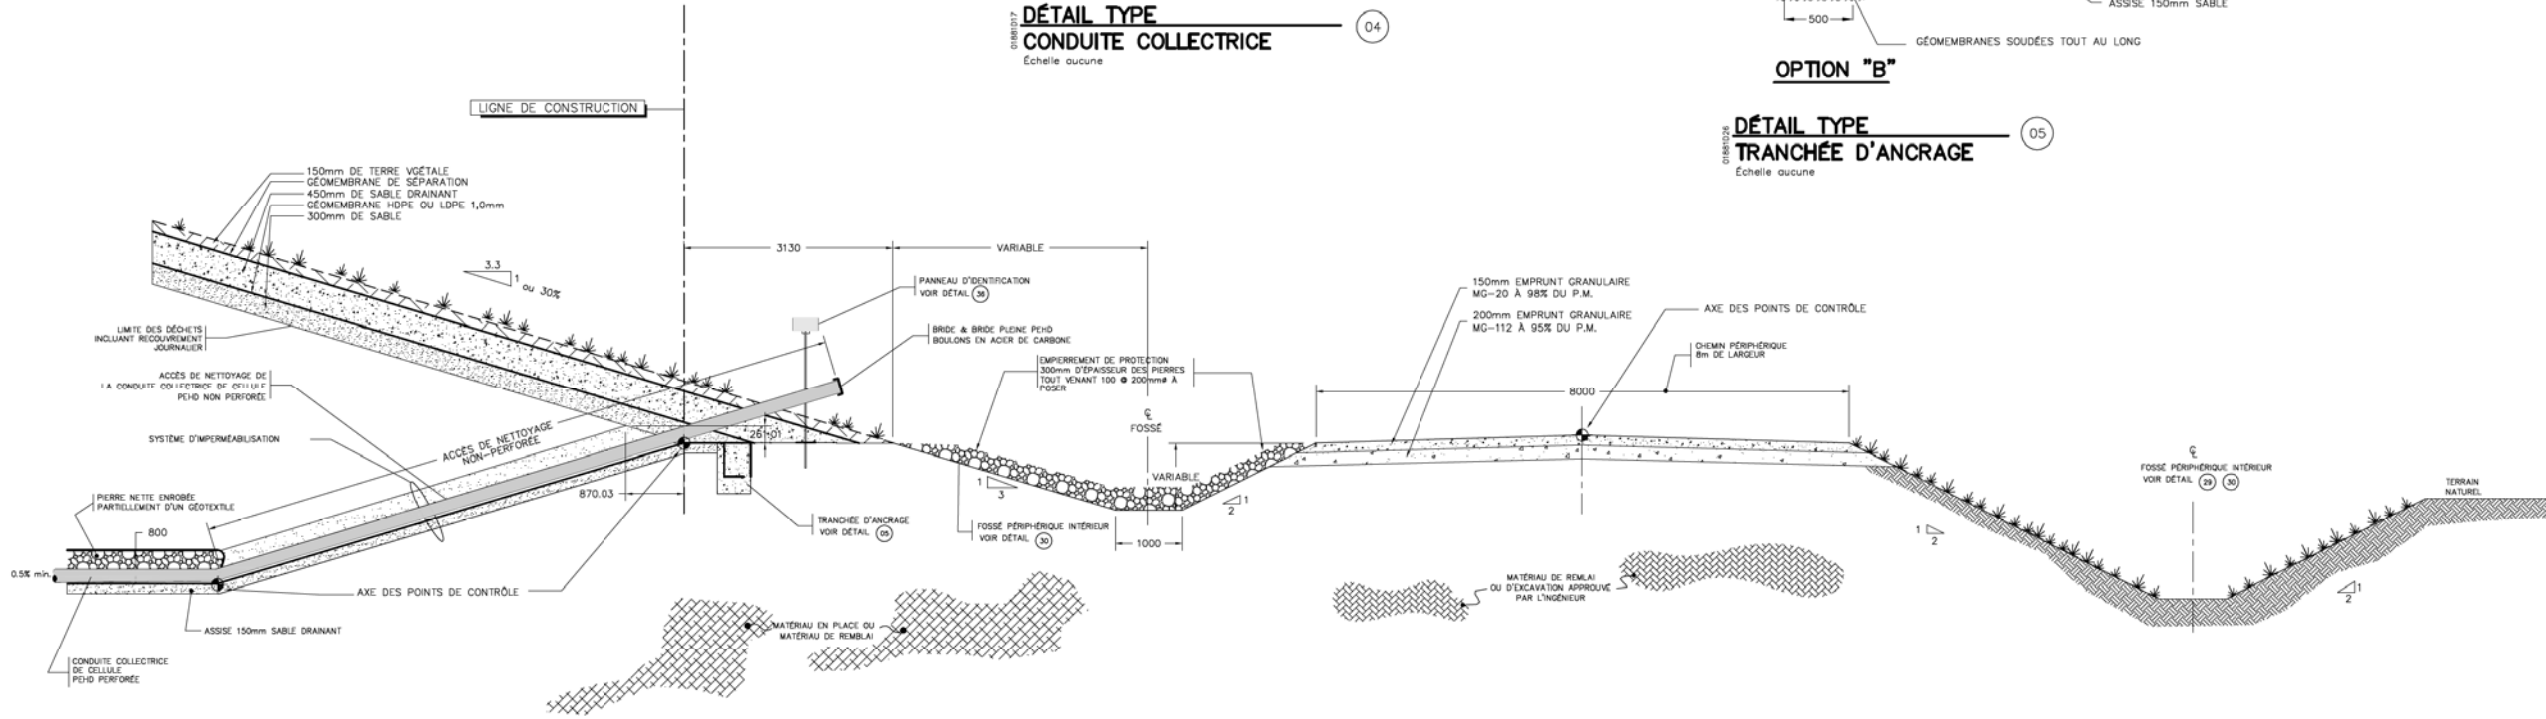 DÉTAIL TYPE
CONDUITE COLLECTRICE
Échelle aucune
01881D17
04
500
ASSISE 150mm SABLE
GÉOMEMBRANES SOUDÉES TOUT AU LONG
OPTION "B"
DÉTAIL TYPE
TRANCHÉE D'ANCRAGE
Échelle aucune
01881D26
05
LIGNE DE CONSTRUCTION
150mm DE TERRE VGÉTALE
GÉOMEMBRANE DE SÉPARATION
450mm DE SABLE DRAINANT
GÉOMEMBRANE HDPE OU LDPE 1,0mm
300mm DE SABLE
3.3
1 ou 30%
3130
VARIABLE
PANNEAU D'IDENTIFICATION
VOIR DÉTAIL 36
BRIDE & BRIDE PLEINE PEHD
BOULONS EN ACIER DE CARBONE
EMPIERREMENT DE PROTECTION
300mm D'ÉPAISSEUR DES PIERRES
TOUT VENANT 100 @ 200mmø À
POSER
℄
FOSSÉ
VARIABLE
150mm EMPRUNT GRANULAIRE
MG-20 À 98% DU P.M.
200mm EMPRUNT GRANULAIRE
MG-112 À 95% DU P.M.
AXE DES POINTS DE CONTRÔLE
CHEMIN PÉRIPHÉRIQUE
8m DE LARGEUR
8000
LIMITE DES DÉCHETS
INCLUANT RECOUVREMENT
JOURNALIER
ACCÈS DE NETTOYAGE DE
LA CONDUITE COLLECTRICE DE CELLULE
PEHD NON PERFORÉE
SYSTÈME D'IMPERMÉABILISATION
ACCÈS DE NETTOYAGE
NON-PERFORÉE
870.03
PIERRE NETTE ENROBÉE
PARTIELLEMENT D'UN GÉOTEXTILE
800
0.5% min.
AXE DES POINTS DE CONTRÔLE
ASSISE 150mm SABLE DRAINANT
CONDUITE COLLECTRICE
DE CELLULE
PEHD PERFORÉE
TRANCHÉE D'ANCRAGE
VOIR DÉTAIL 05
1
3
FOSSÉ PÉRIPHÉRIQUE INTÉRIEUR
VOIR DÉTAIL 30
1000
1
2
MATÉRIAU EN PLACE OU
MATÉRIAU DE REMBLAI
MATÉRIAU DE REMLAI
OU D'EXCAVATION APPROUVÉ
PAR L'INGÉNIEUR
1
2
℄
FOSSÉ PÉRIPHÉRIQUE INTÉRIEUR
VOIR DÉTAIL 29 30
TERRAIN
NATUREL
1
2